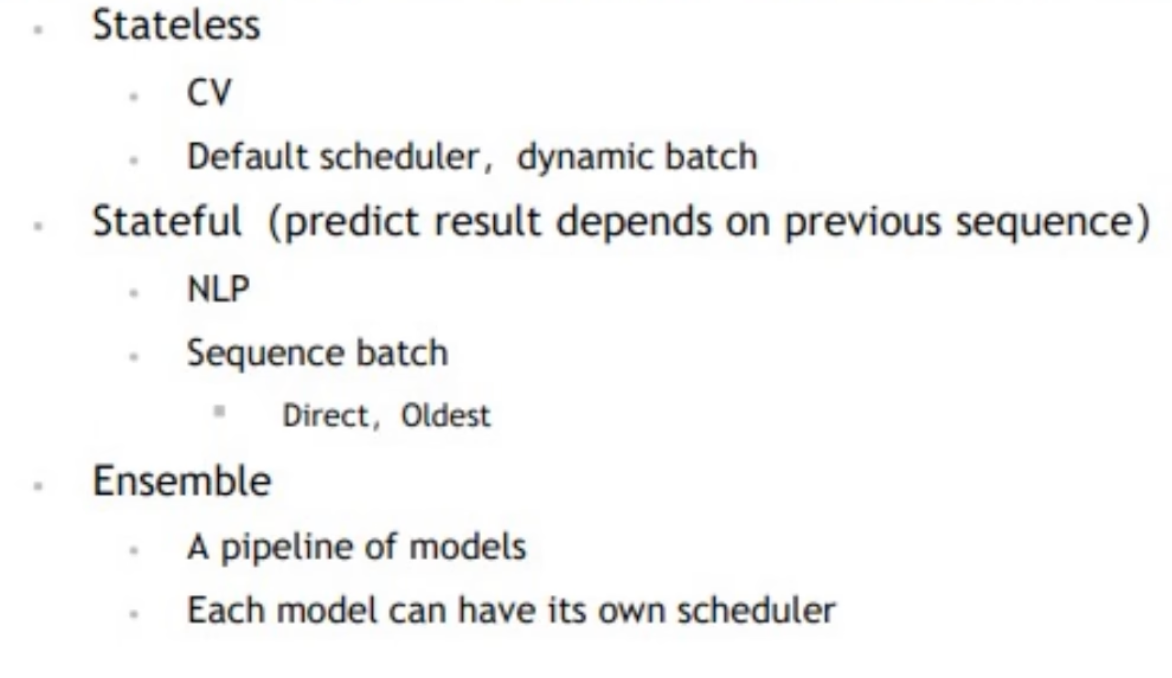 Stateless
CV
Default scheduler, dynamic batch
Stateful (predict result depends on previous sequence)
NLP
Sequence batch
Direct, Oldest
Ensemble
A pipeline of models
Each model can have its own scheduler